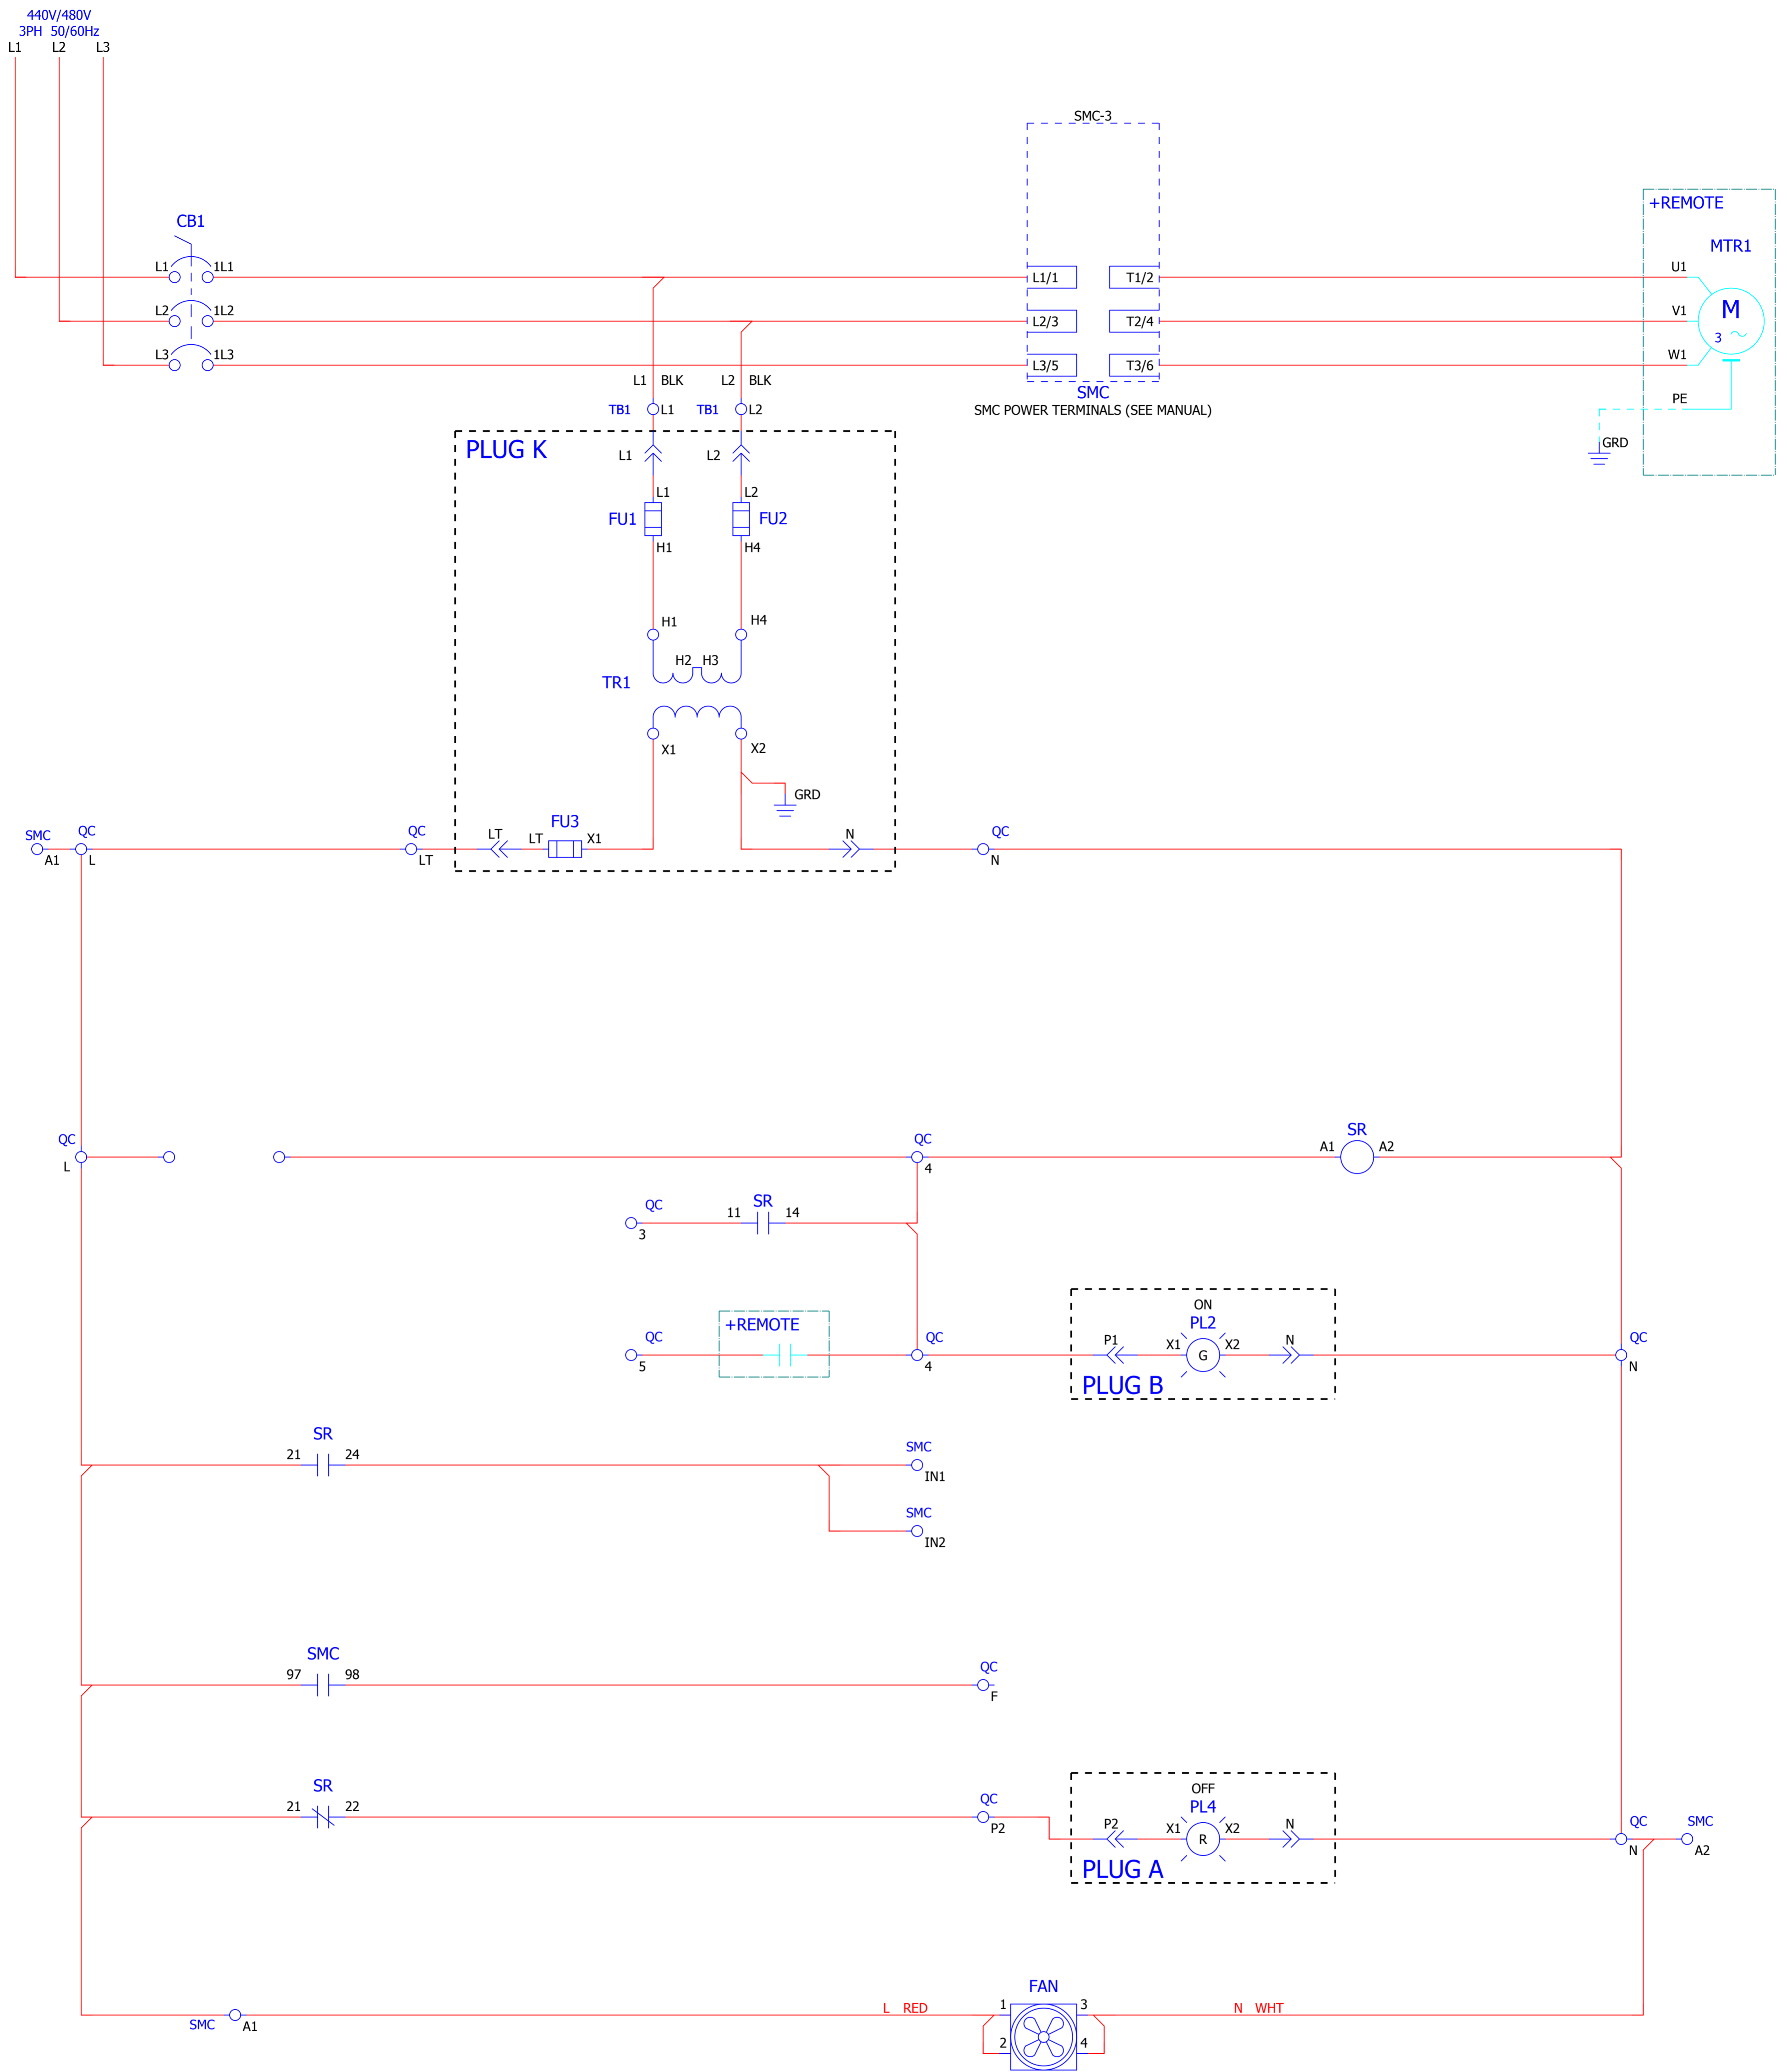 440V/480V
3PH 50/60Hz
L1 L2 L3
SMC-3
+REMOTE
CB1
MTR1
L1 1L1 L1/1 T1/2 U1
L2 1L2 L2/3 T2/4 V1
M
3
L3 1L3 L3/5 T3/6 W1
L1 BLK L2 BLK
SMC
PE
TB1 L1 TB1 L2
SMC POWER TERMINALS (SEE MANUAL)
GRD
PLUG K
L1 L2
L1 L2
FU1 FU2
H1 H4
H1 H4
H2 H3
TR1
X1 X2
GRD
FU3
SMC QC QC LT LT X1 N QC
A1 L LT N
QC QC SR
A1 A2
L 4
QC SR
11 14
3
ON
+REMOTE PL2
QC QC P1 X1 X2 N QC
G
5 4 N
PLUG B
SR
21 24 SMC
IN1
SMC
IN2
SMC
97 98 QC
F
SR OFF
21 22 QC PL4
P2 P2 X1 X2 N QC SMC
R
N A2
PLUG A
FAN
L RED 1 3 N WHT
SMC A1
2 4